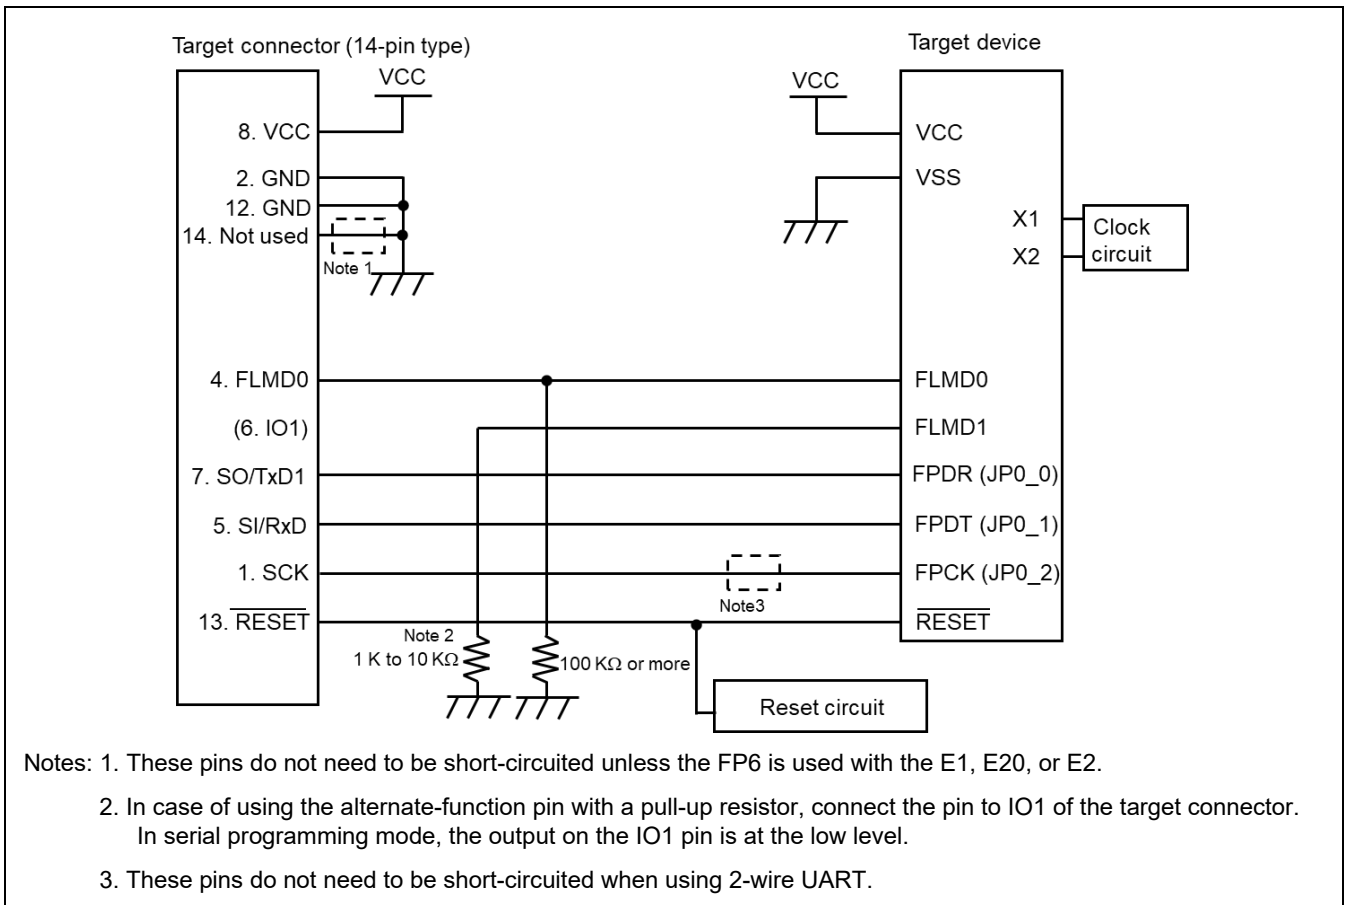 Target connector (14-pin type)
Target device
VCC
VCC
8. VCC
VCC
2. GND
VSS
12. GND
14. Not used
Note 1
X1
X2
Clock
circuit
4. FLMD0
FLMD0
(6. IO1)
FLMD1
7. SO/TxD1
FPDR (JP0_0)
5. SI/RxD
FPDT (JP0_1)
1. SCK
FPCK (JP0_2)
Note3
13. RESET
RESET
Note 2
1 K to 10 KΩ
100 KΩ or more
Reset circuit
Notes: 1. These pins do not need to be short-circuited unless the FP6 is used with the E1, E20, or E2.
2. In case of using the alternate-function pin with a pull-up resistor, connect the pin to IO1 of the target connector.
In serial programming mode, the output on the IO1 pin is at the low level.
3. These pins do not need to be short-circuited when using 2-wire UART.